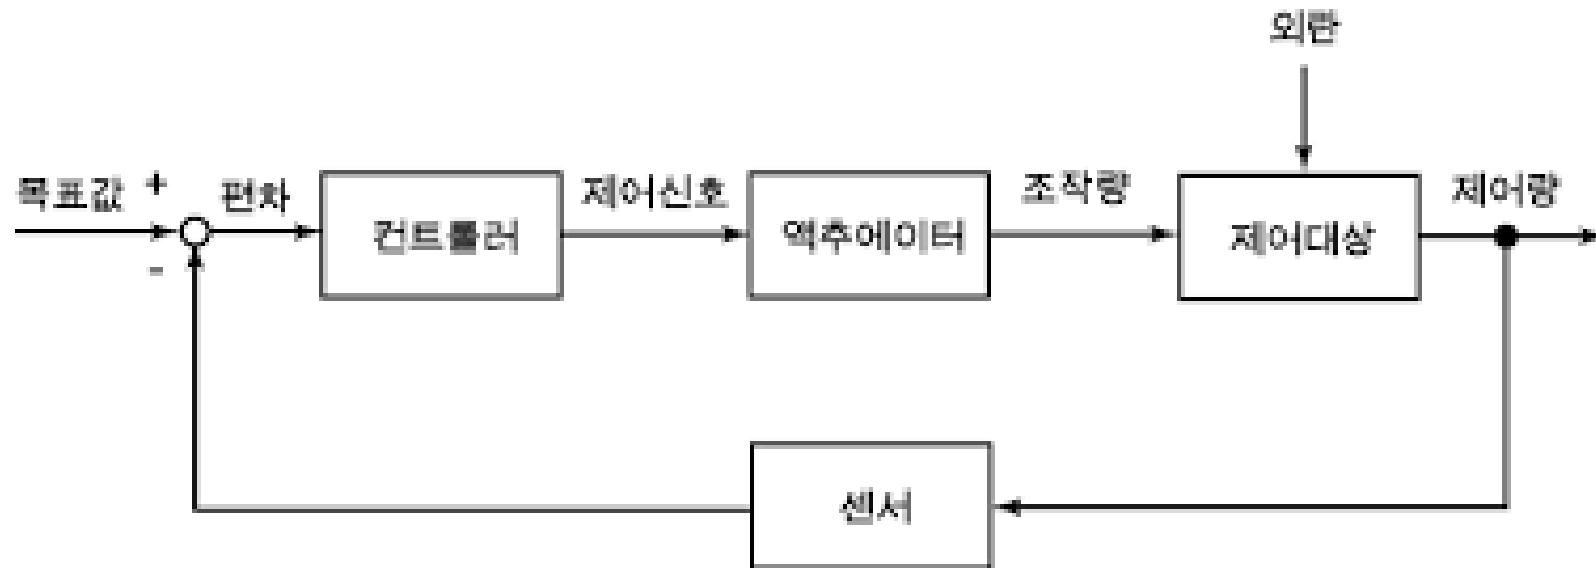 외란
목표값 + 편차 제어신호 조작량 제어량
컨트롤러 액추에이터 제어대상
-
센서